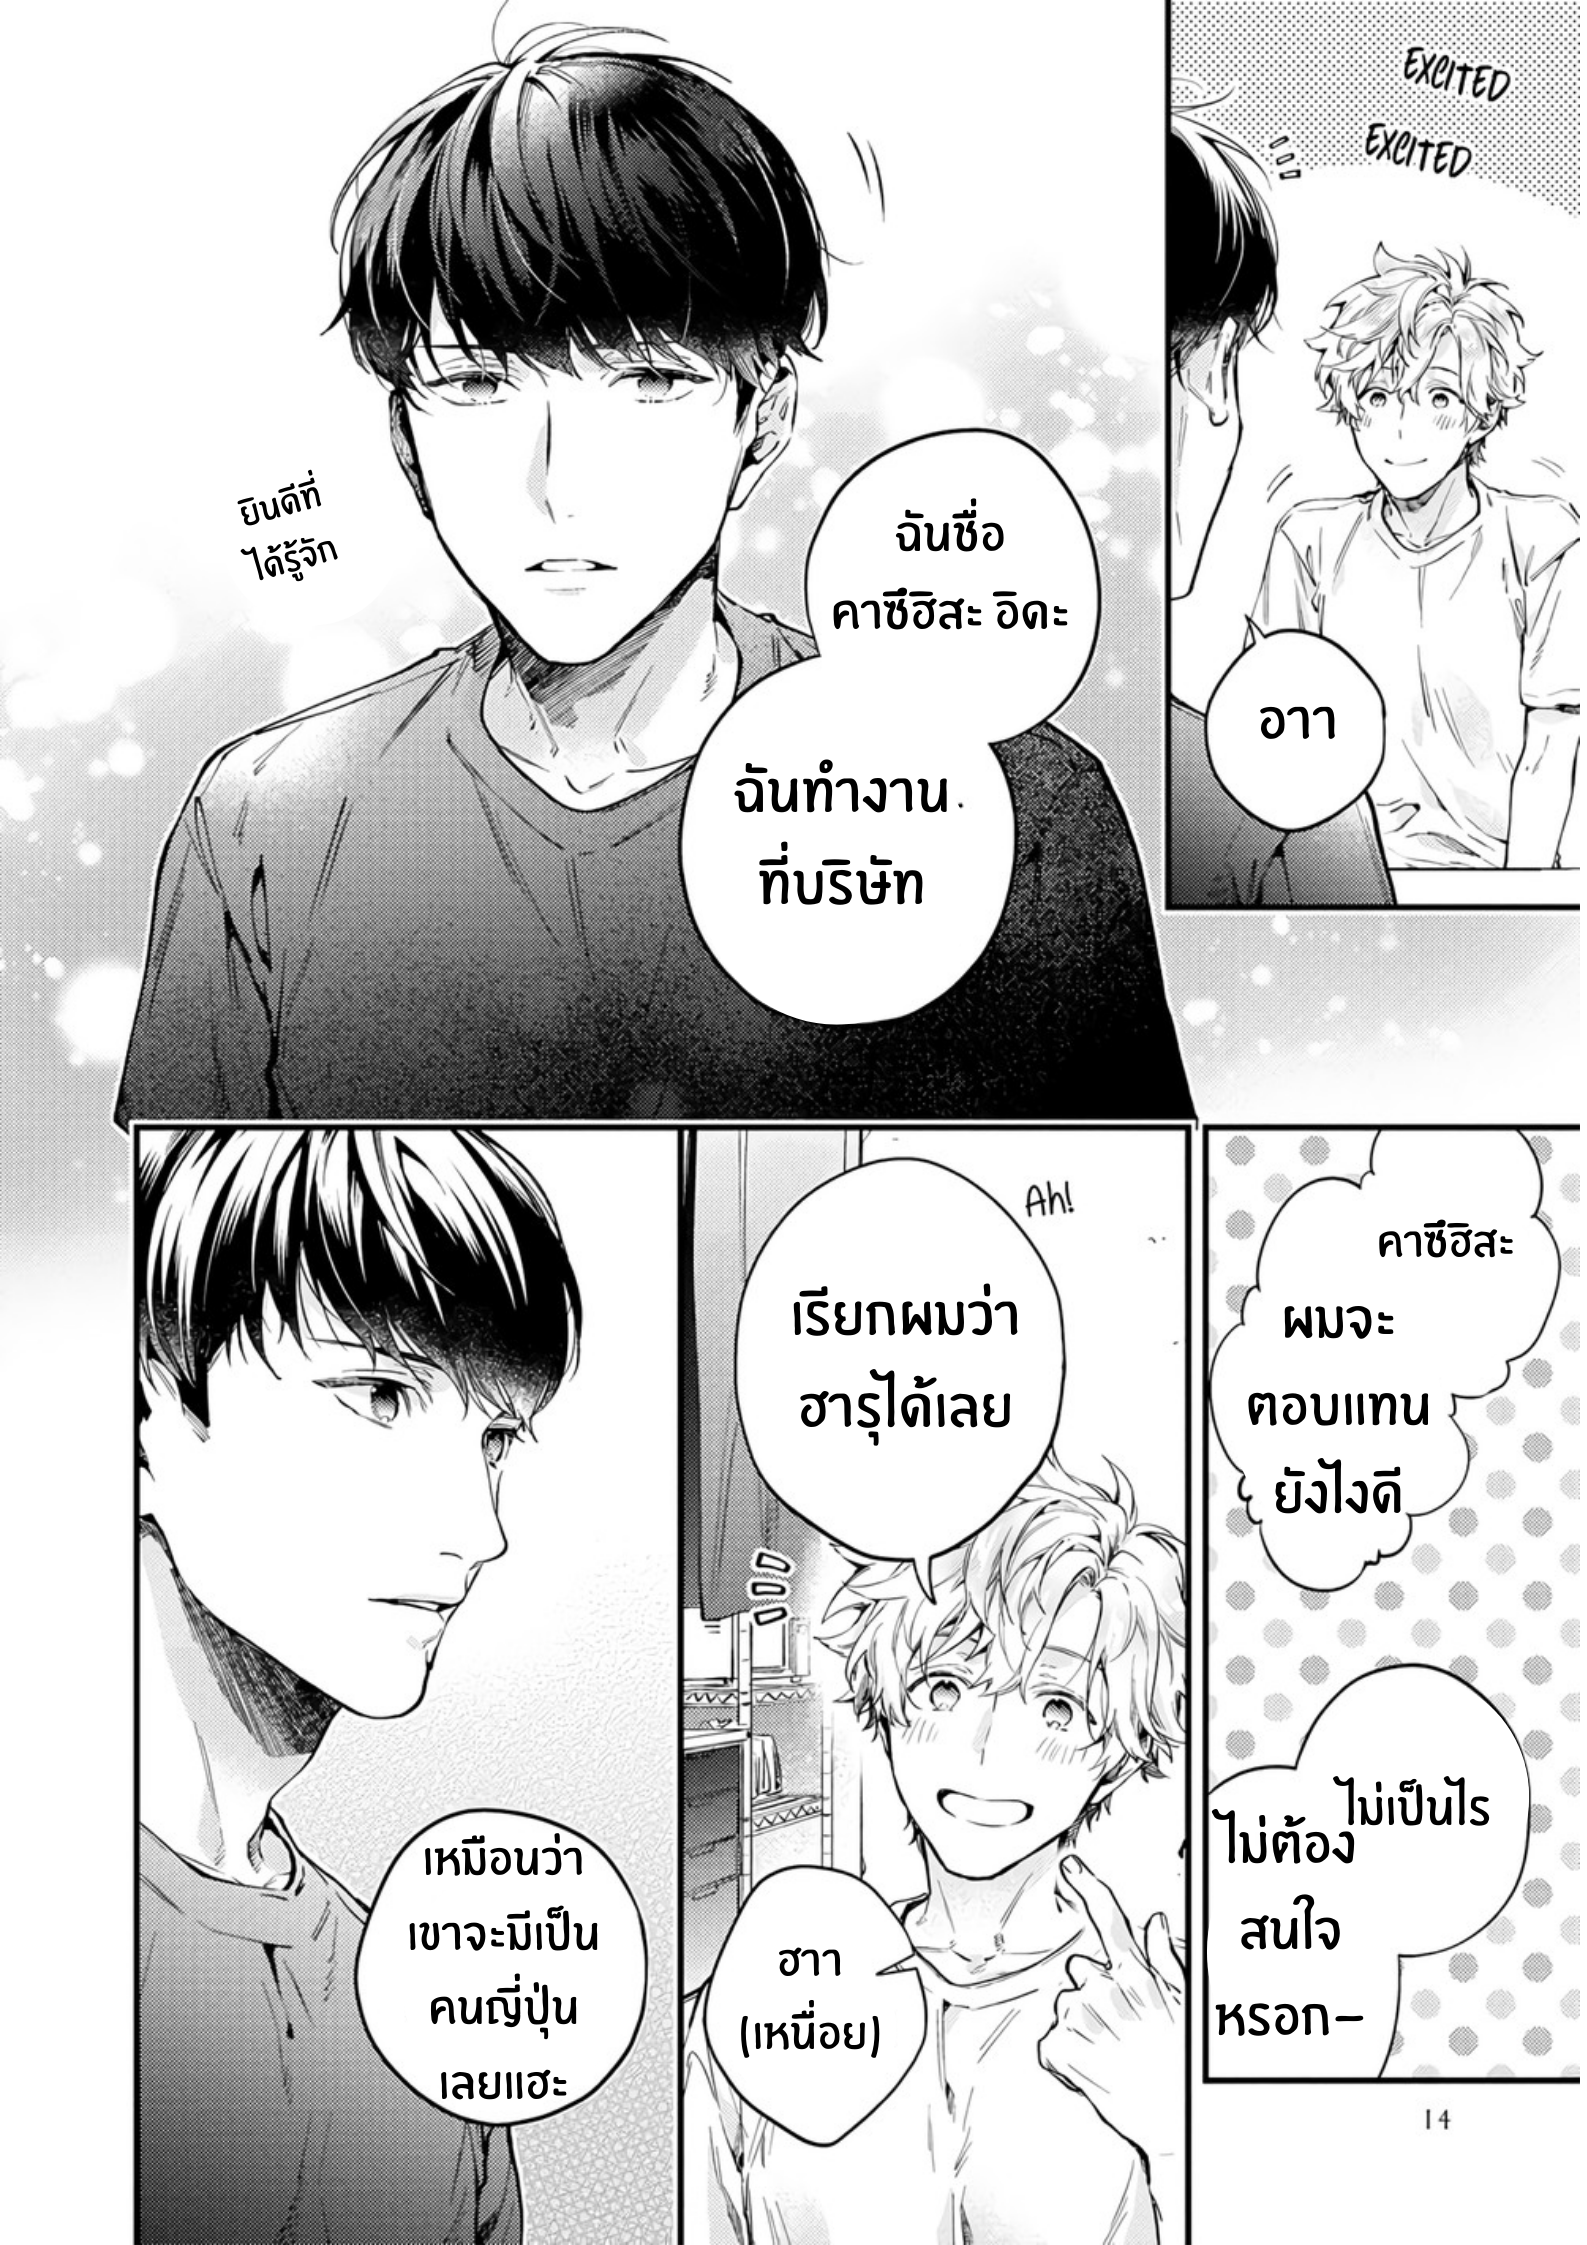 EXCITED
EXCITED
อาา
ฉันชื่อ
คาซึฮิสะ อิดะ
ฉันทำงาน
ที่บริษัท
ยินดีที่
ได้รู้จัก
คาซึฮิสะ
ผมจะ
ตอบแทน
ยังไงดี
ไม่เป็นไร
ไม่ต้อง
สนใจ
หรอก–
Ah!
เรียกผมว่า
ฮารุได้เลย
ฮาา
(เหนื่อย)
เหมือนว่า
เขาจะมีเป็น
คนญี่ปุ่น
เลยแฮะ
14